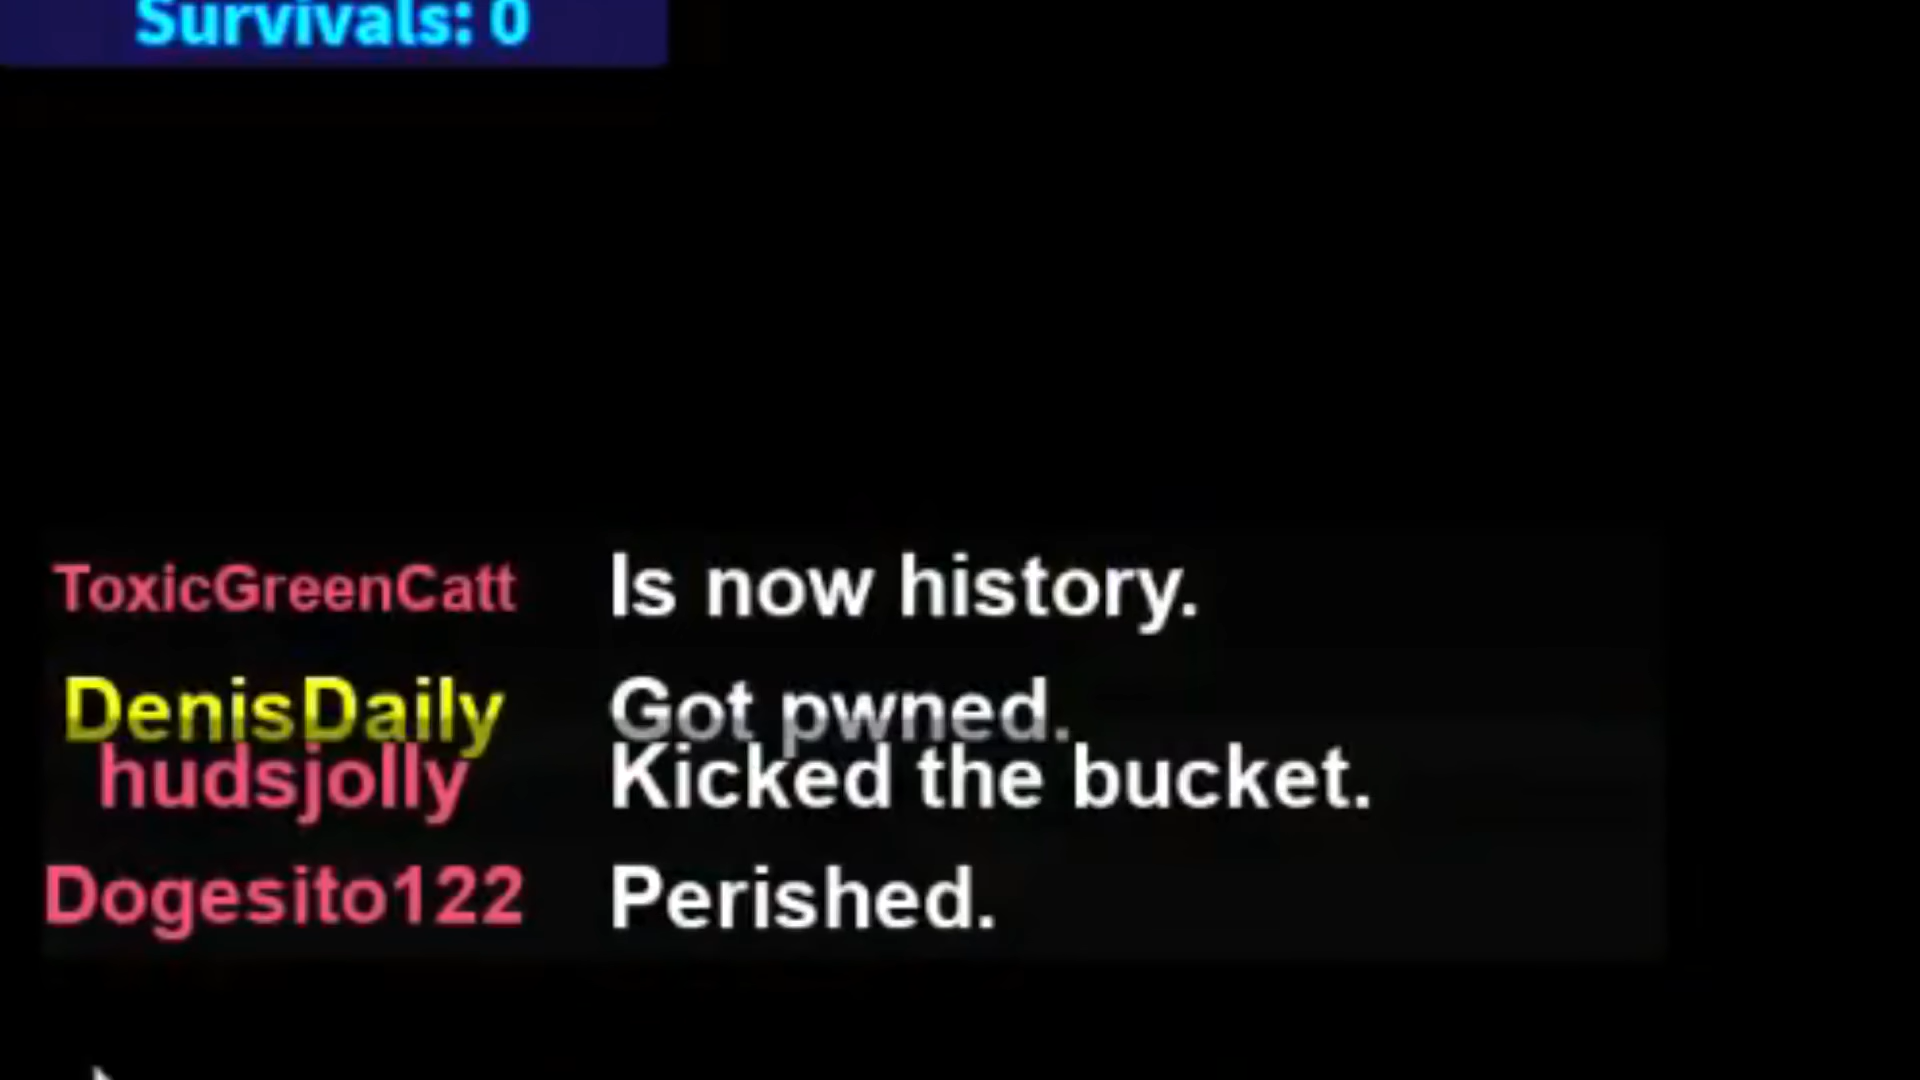 Survivals: 0
ToxicGreenCatt Is now history.
DenisDaily Got pwned.
hudsjolly Kicked the bucket.
Dogesito122 Perished.